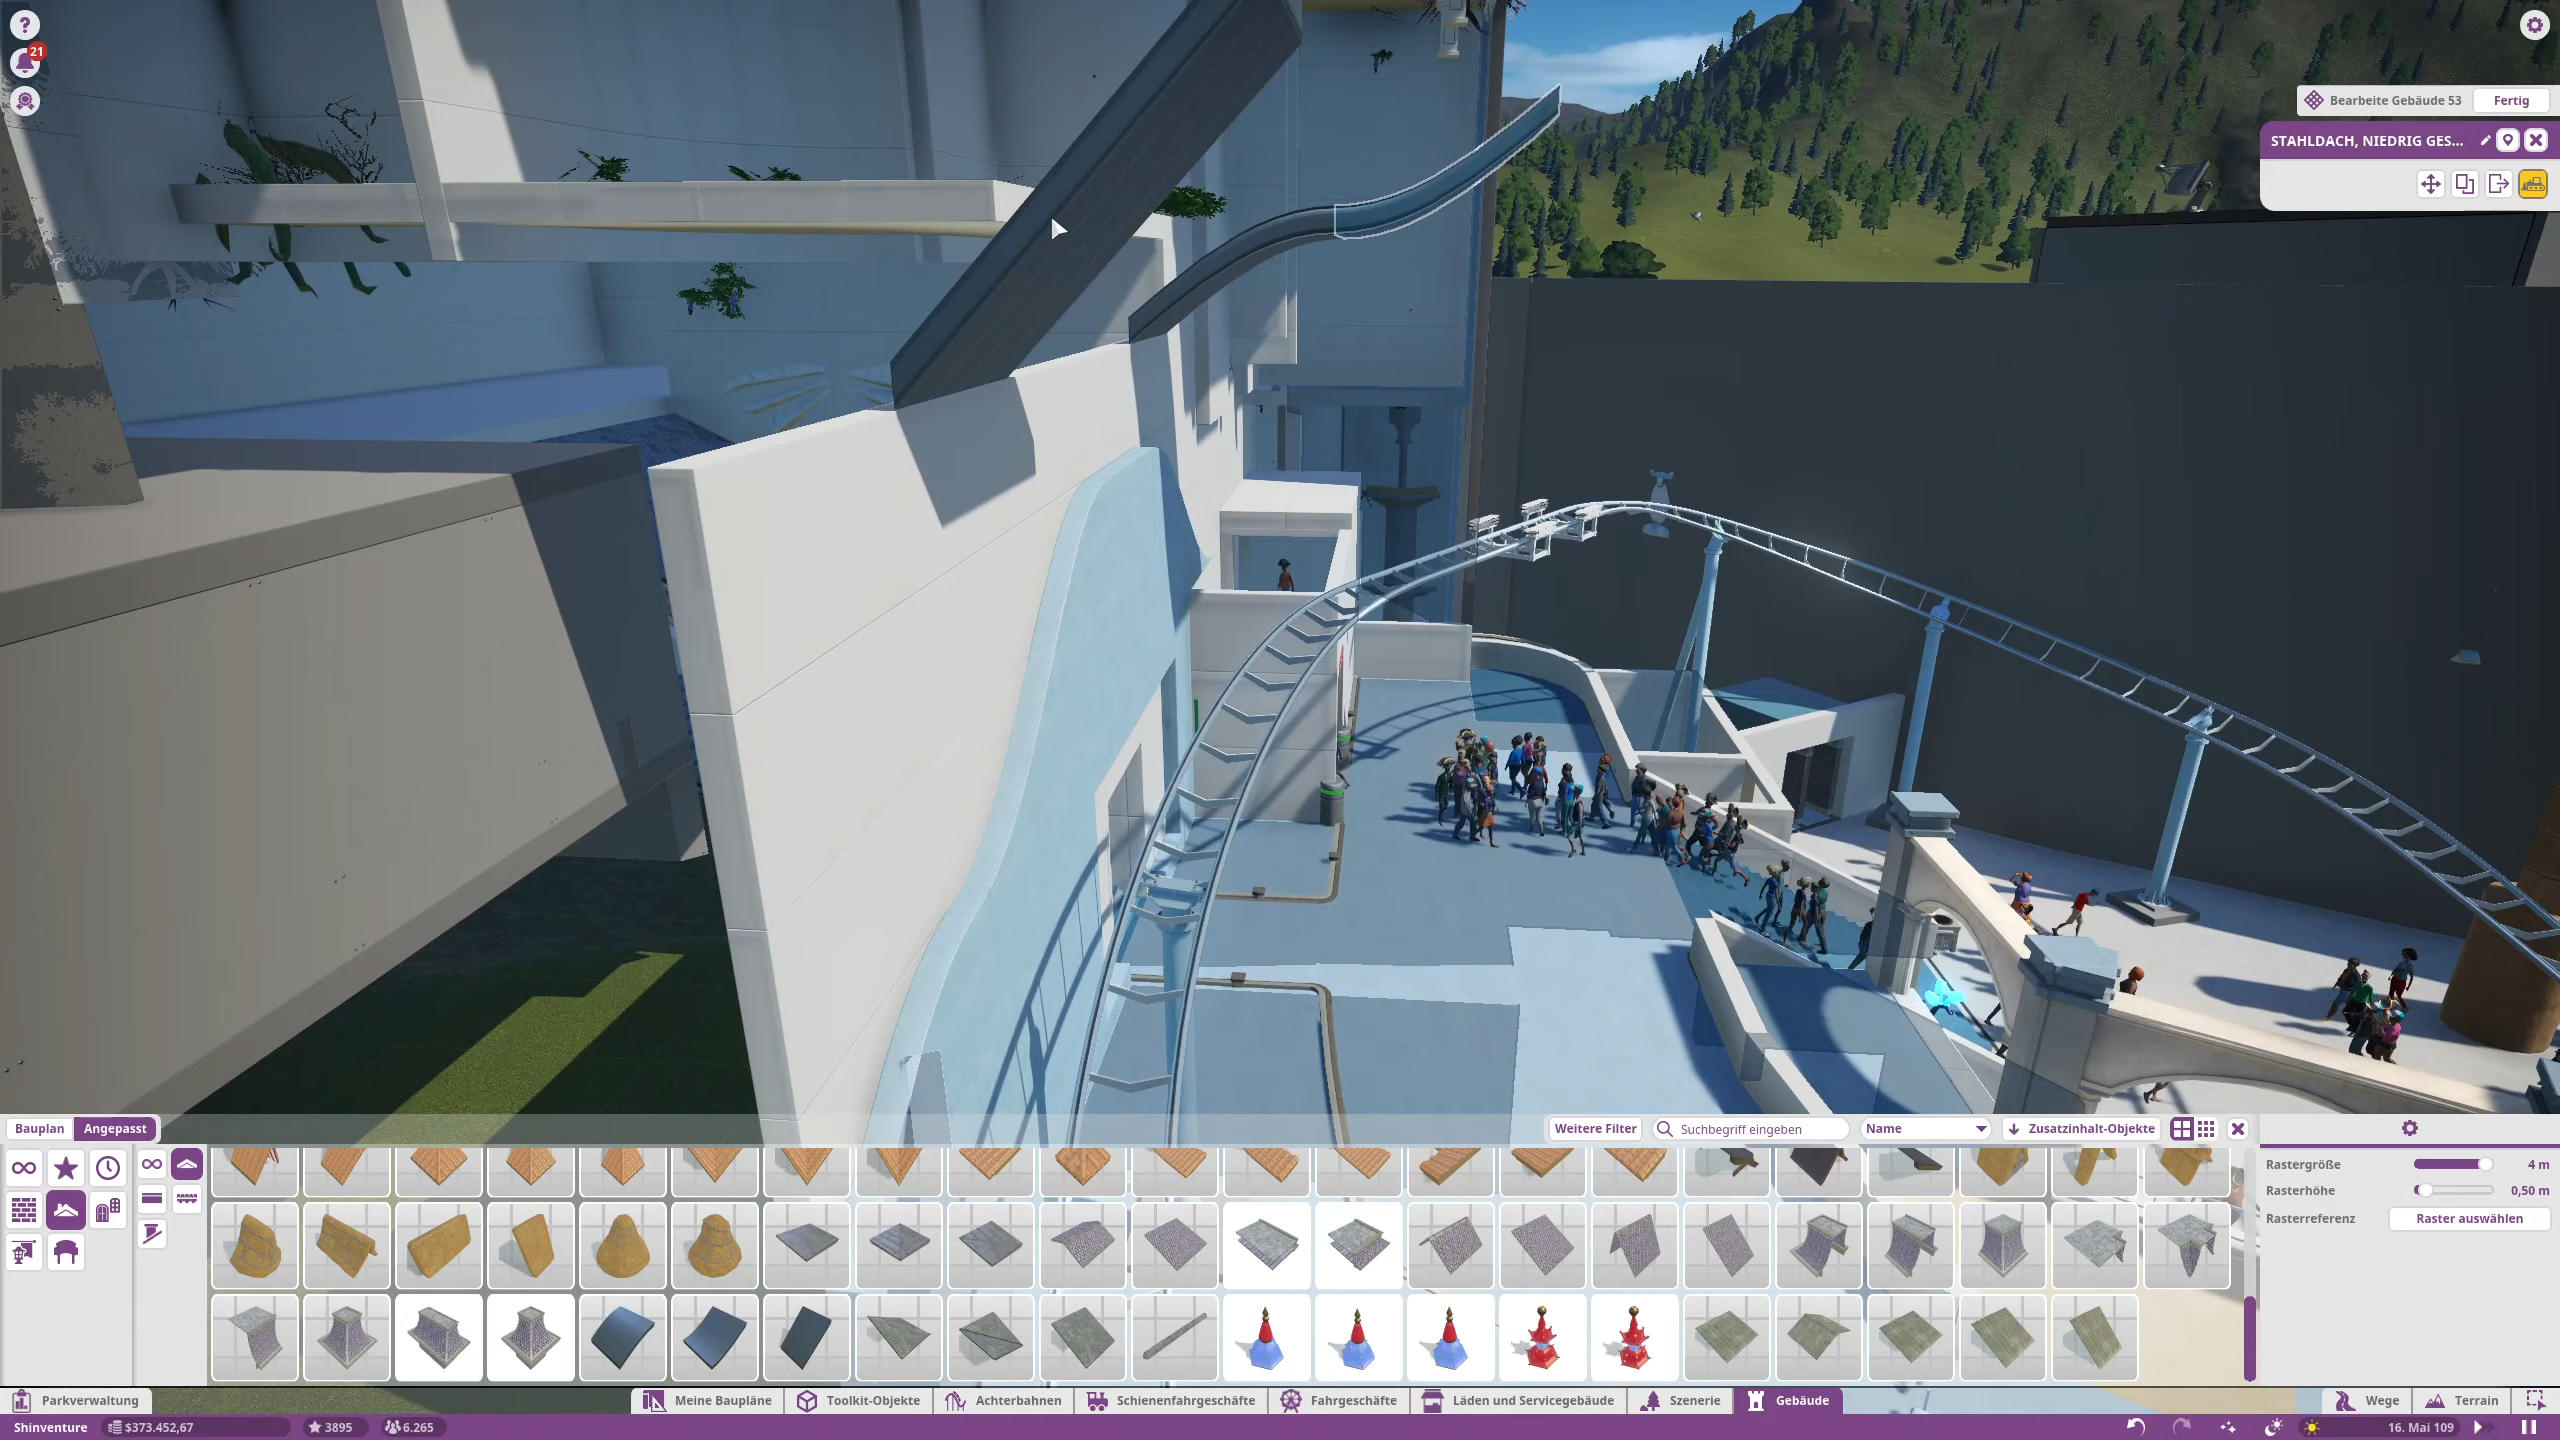 ?
21
Bearbeite Gebäude 53
Fertig
STAHLDACH, NIEDRIG GES...
Bauplan
Angepasst
Weitere Filter
Suchbegriff eingeben
Name
Zusatzinhalt-Objekte
Rastergröße
4 m
Rasterhöhe
0,50 m
Rasterreferenz
Raster auswählen
Parkverwaltung
Meine Baupläne
Toolkit-Objekte
Achterbahnen
Schienenfahrgeschäfte
Fahrgeschäfte
Läden und Servicegebäude
Szenerie
Gebäude
Wege
Terrain
Shinventure
$373.452,67
3895
6.265
16. Mai 109